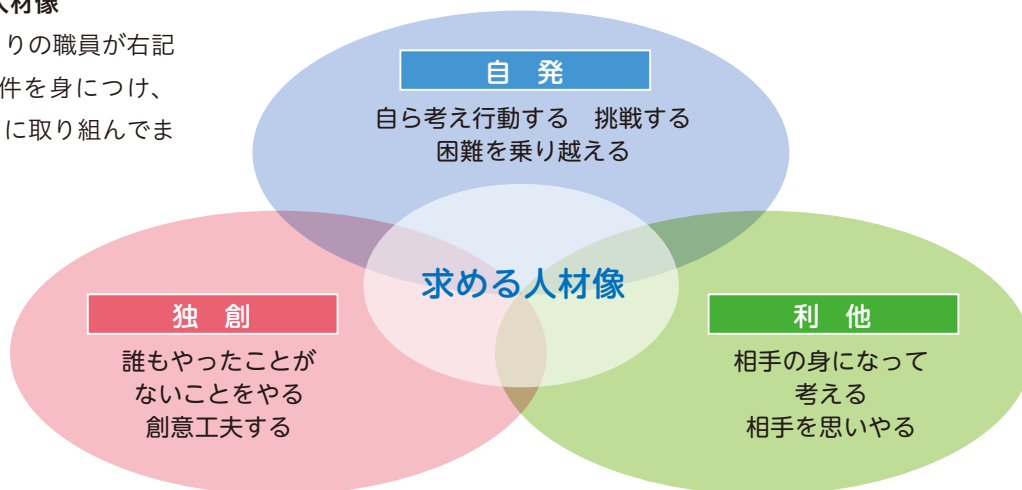 人材像
りの職員が右記
件を身につけ、
に取り組んでま
自 発
自ら考え行動する 挑戦する
困難を乗り越える
求める人材像
独 創
誰もやったことが
ないことをやる
創意工夫する
利 他
相手の身になって
考える
相手を思いやる